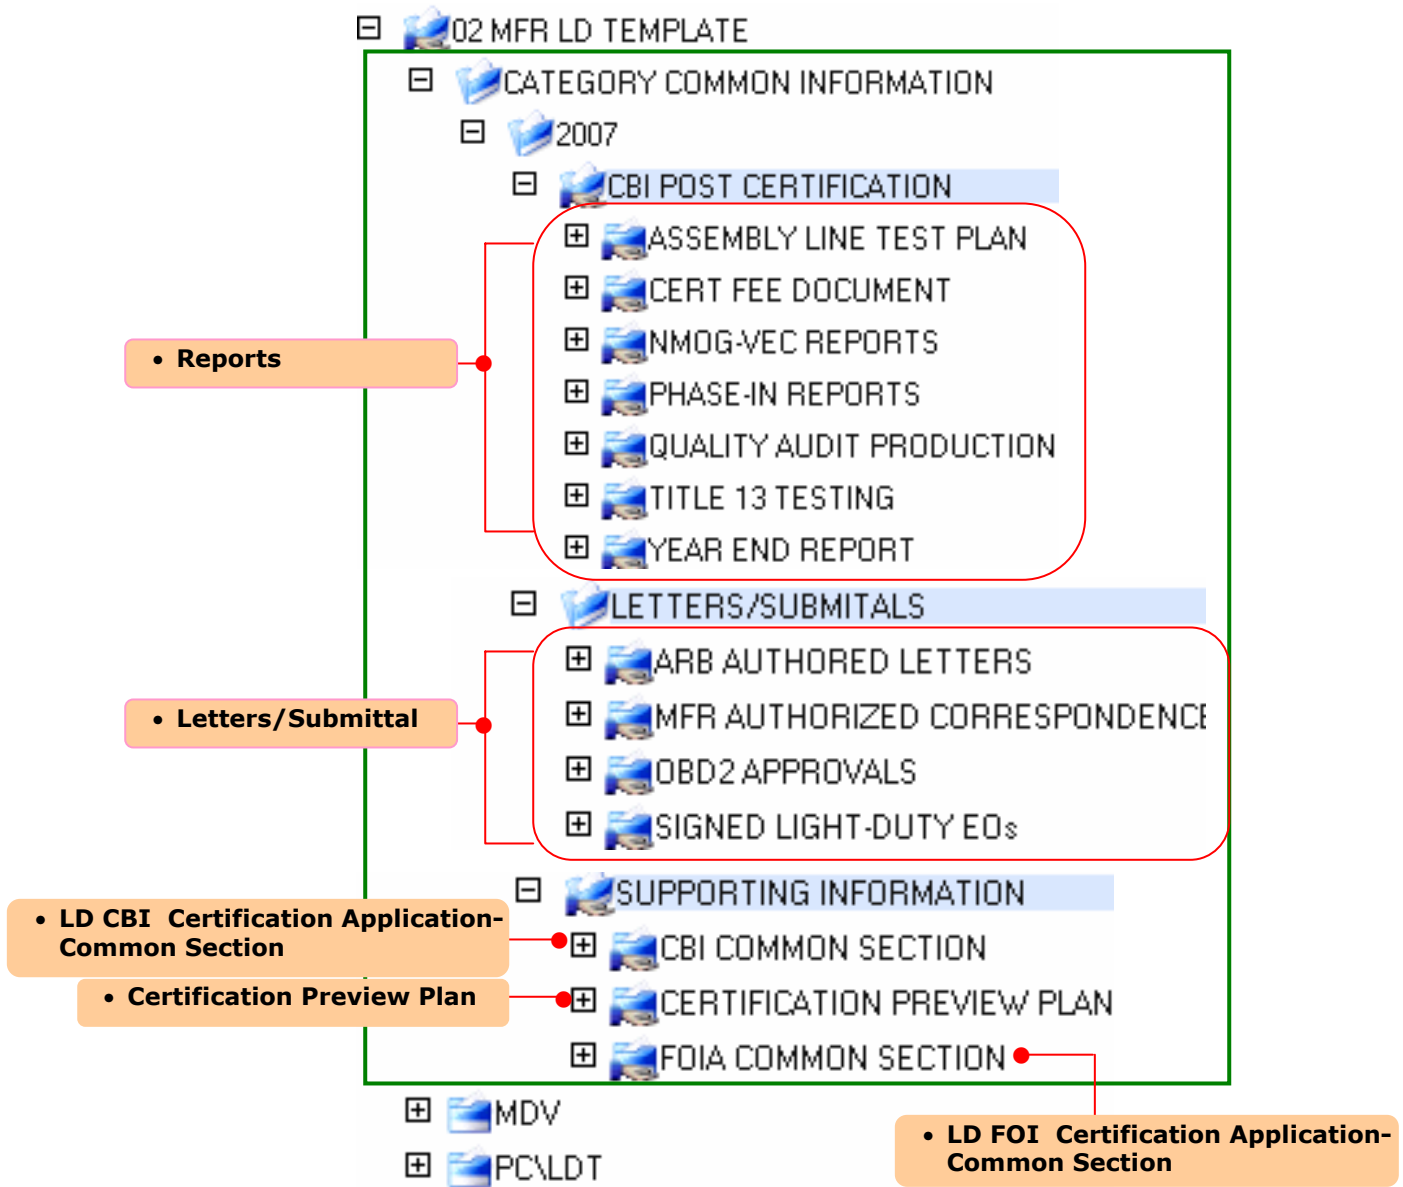 02 MFR LD TEMPLATE
CATEGORY COMMON INFORMATION
2007
CBI POST CERTIFICATION
ASSEMBLY LINE TEST PLAN
CERT FEE DOCUMENT
NMOG-VEC REPORTS
• Reports
PHASE-IN REPORTS
QUALITY AUDIT PRODUCTION
TITLE 13 TESTING
YEAR END REPORT
LETTERS/SUBMITALS
ARB AUTHORED LETTERS
• Letters/Submittal
MFR AUTHORIZED CORRESPONDENCE
OBD2 APPROVALS
SIGNED LIGHT-DUTY EOs
SUPPORTING INFORMATION
• LD CBI Certification Application-
Common Section
CBI COMMON SECTION
• Certification Preview Plan
CERTIFICATION PREVIEW PLAN
FOIA COMMON SECTION
MDV
• LD FOI Certification Application-
Common Section
PC\LDT